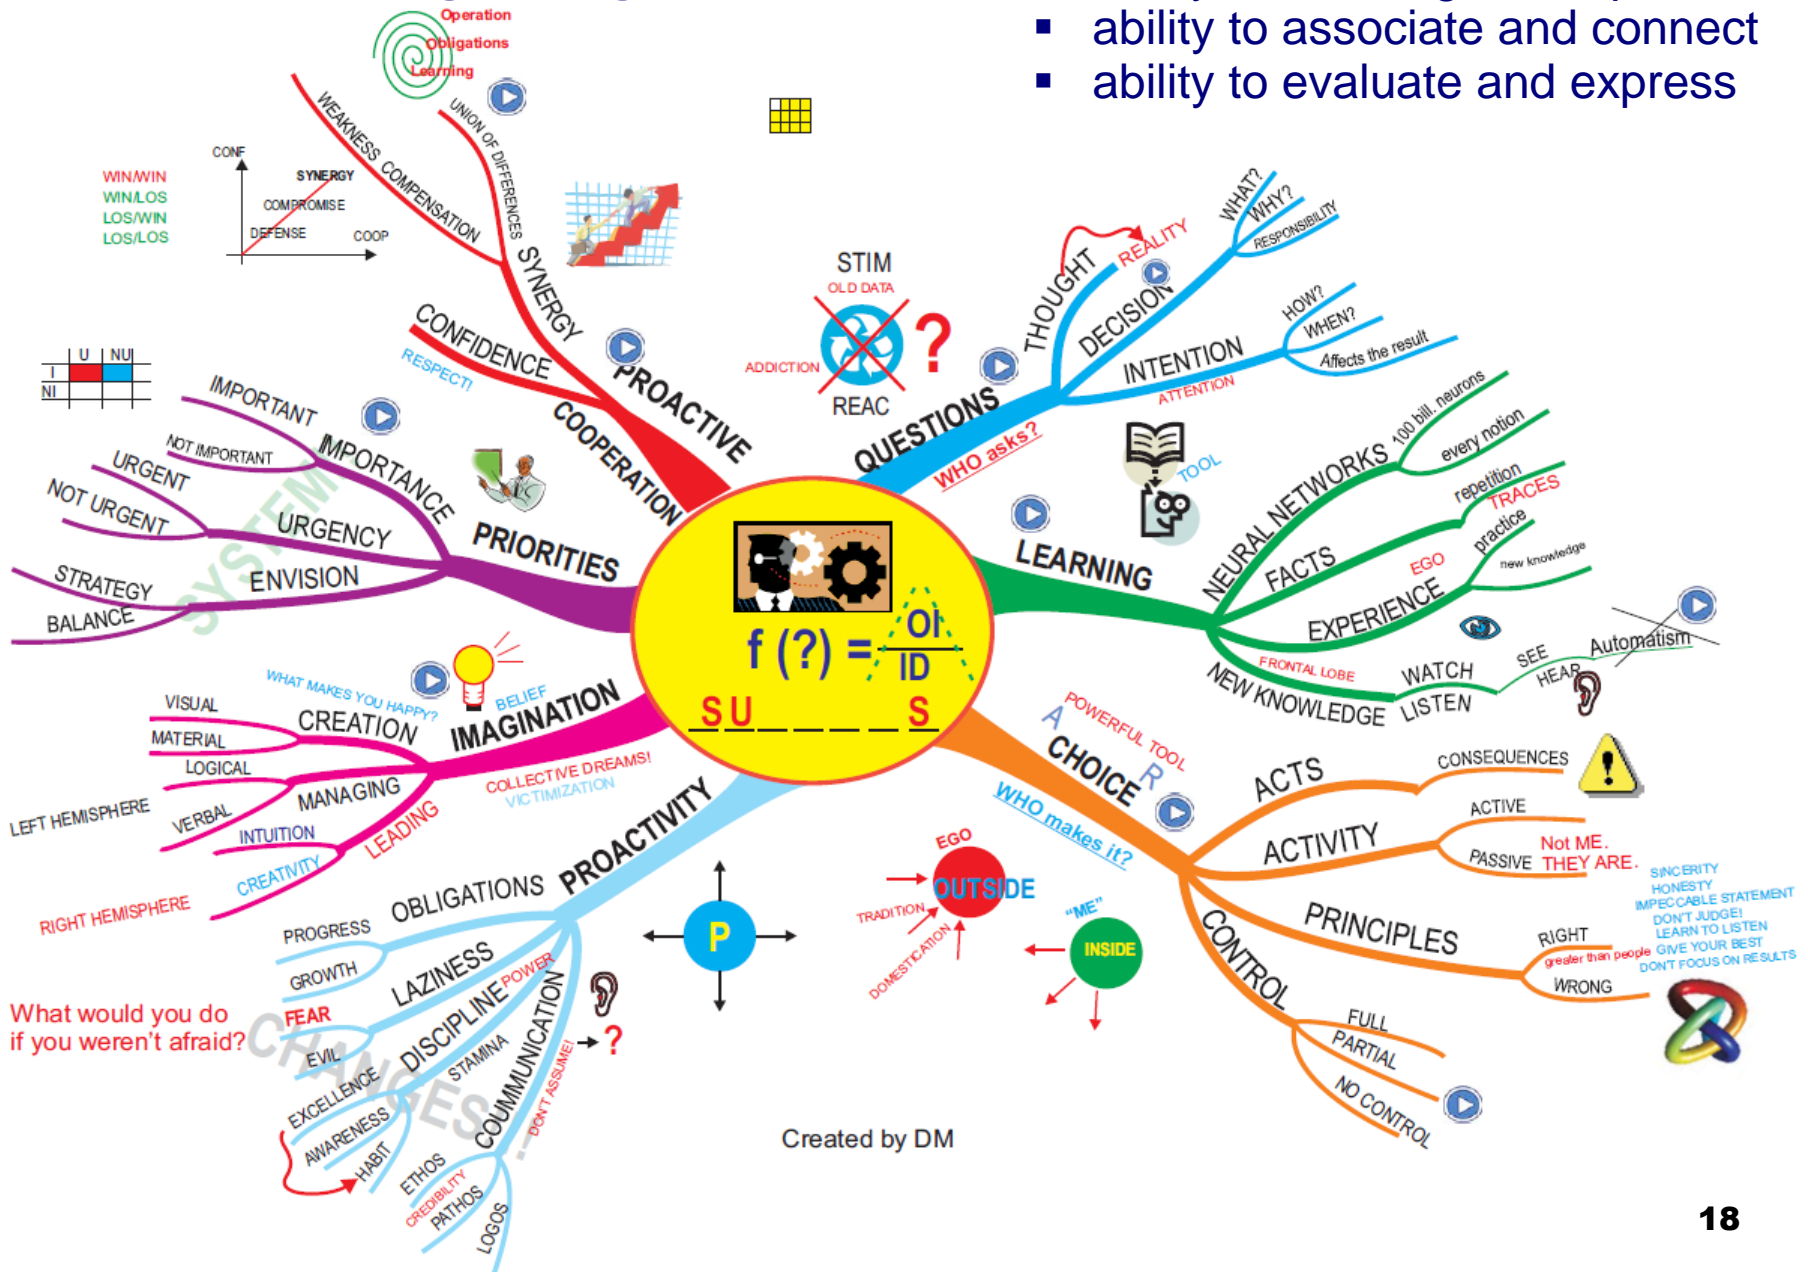 ability to associate and connect
ability to evaluate and express
Operation
Obligations
Learning
UNION OF DIFFERENCES
WEAKNESS COMPENSATION
SYNERGY
CONF
SYNERGY
COMPROMISE
DEFENSE
COOP
WIN/WIN
WIN/LOS
LOS/WIN
LOS/LOS
CONFIDENCE
RESPECT!
PROACTIVE
COOPERATION
STIM
OLD DATA
ADDICTION
?
REAC
QUESTIONS
WHO asks?
THOUGHT
REALITY
DECISION
WHAT?
WHY?
RESPONSIBILITY
INTENTION
ATTENTION
HOW?
WHEN?
Affects the result
U NU
I
NI
PRIORITIES
IMPORTANCE
IMPORTANT
NOT IMPORTANT
URGENCY
URGENT
NOT URGENT
ENVISION
STRATEGY
BALANCE
SYSTEM
LEARNING
TOOL
NEURAL NETWORKS
100 bill. neurons
every notion
FACTS
repetition
TRACES
EGO
EXPERIENCE
practice
new knowledge
NEW KNOWLEDGE
FRONTAL LOBE
WATCH
LISTEN
SEE
HEAR
Automatism
f (?) = OI
ID
SU_ _ _ _ S
IMAGINATION
BELIEF
WHAT MAKES YOU HAPPY?
CREATION
VISUAL
MATERIAL
MANAGING
LOGICAL
VERBAL
LEFT HEMISPHERE
LEADING
INTUITION
CREATIVITY
RIGHT HEMISPHERE
COLLECTIVE DREAMS!
VICTIMIZATION
CHOICE
POWERFUL TOOL
A
R
WHO makes it?
ACTS
CONSEQUENCES
ACTIVITY
ACTIVE
PASSIVE
Not ME.
THEY ARE.
PRINCIPLES
RIGHT
greater than people
WRONG
SINCERITY
HONESTY
IMPECCABLE STATEMENT
DON'T JUDGE!
LEARN TO LISTEN
GIVE YOUR BEST
DON'T FOCUS ON RESULTS
CONTROL
FULL
PARTIAL
NO CONTROL
PROACTIVITY
OBLIGATIONS
PROGRESS
GROWTH
LAZINESS
FEAR
EVIL
What would you do
if you weren't afraid?
DISCIPLINE
POWER
STAMINA
EXCELLENCE
AWARENESS
HABIT
COUMMUNICATION
DON'T ASSUME!
?
ETHOS
CREDIBILITY
PATHOS
LOGOS
CHANGES
P
EGO
OUTSIDE
TRADITION
DOMESTICATION
"ME"
INSIDE
Created by DM
18